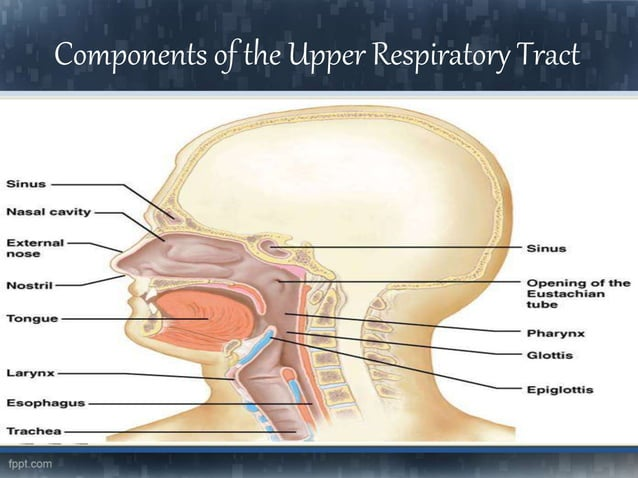 Components of the Upper Respiratory Tract
Sinus
Nasal cavity
External
nose
Nostril
Tongue
Larynx
Esophagus
Trachea
Sinus
Opening of the
Eustachian
tube
Pharynx
Glottis
Epiglottis
fppt.com